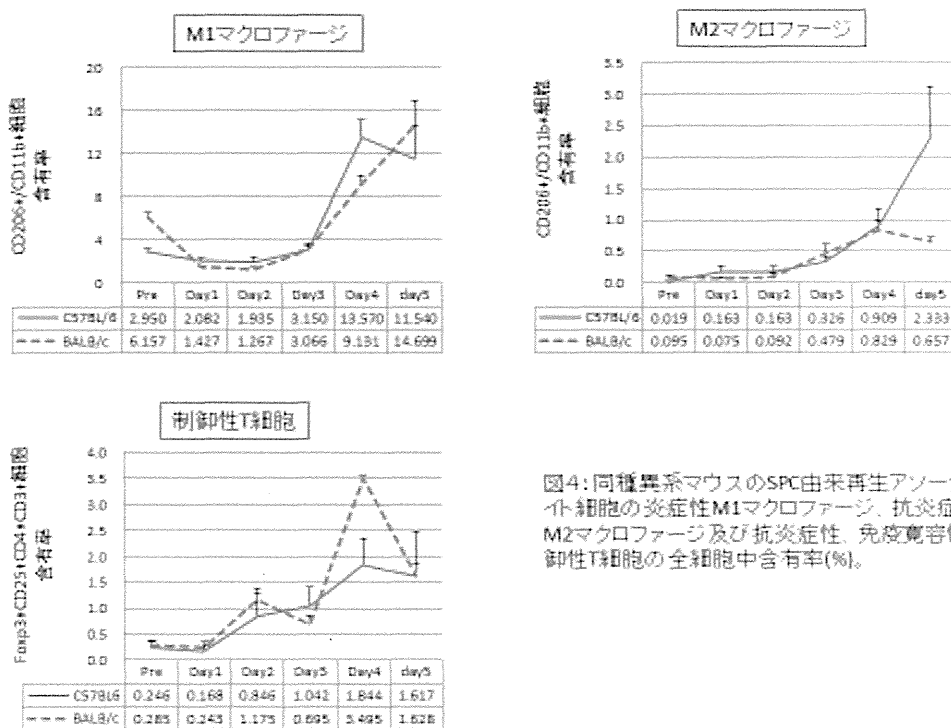 M1マクロファージ
CD206*/CD11b+細胞
含有率
20
16
12
8
4
0
Pre Day1 Day2 Day3 Day4 day5
C57BL/6 2.950 2.082 1.935 3.150 13.570 11.540
BALB/c 6.157 1.427 1.267 3.066 9.131 14.699
M2マクロファージ
CD206+/CD11b*細胞
含有率
3.5
3.0
2.5
2.0
1.5
1.0
0.5
0.0
Pre Day1 Day2 Day3 Day4 day5
C57BL/6 0.019 0.163 0.163 0.326 0.909 2.333
BALB/c 0.095 0.075 0.092 0.479 0.829 0.657
制御性T細胞
Foxp3+CD25+CD4+CD3+細胞
含有率
4.0
3.5
3.0
2.5
2.0
1.5
1.0
0.5
0.0
Pre Day1 Day2 Day3 Day4 day5
C57BL6 0.246 0.168 0.846 1.042 1.844 1.617
BALB/c 0.285 0.243 1.175 0.695 3.495 1.628
図4:同種異系マウスのSPC由来再生アソー
イト細胞の炎症性M1マクロファージ、抗炎症
M2マクロファージ及び抗炎症性、免疫寛容
御性T細胞の全細胞中含有率(%)。